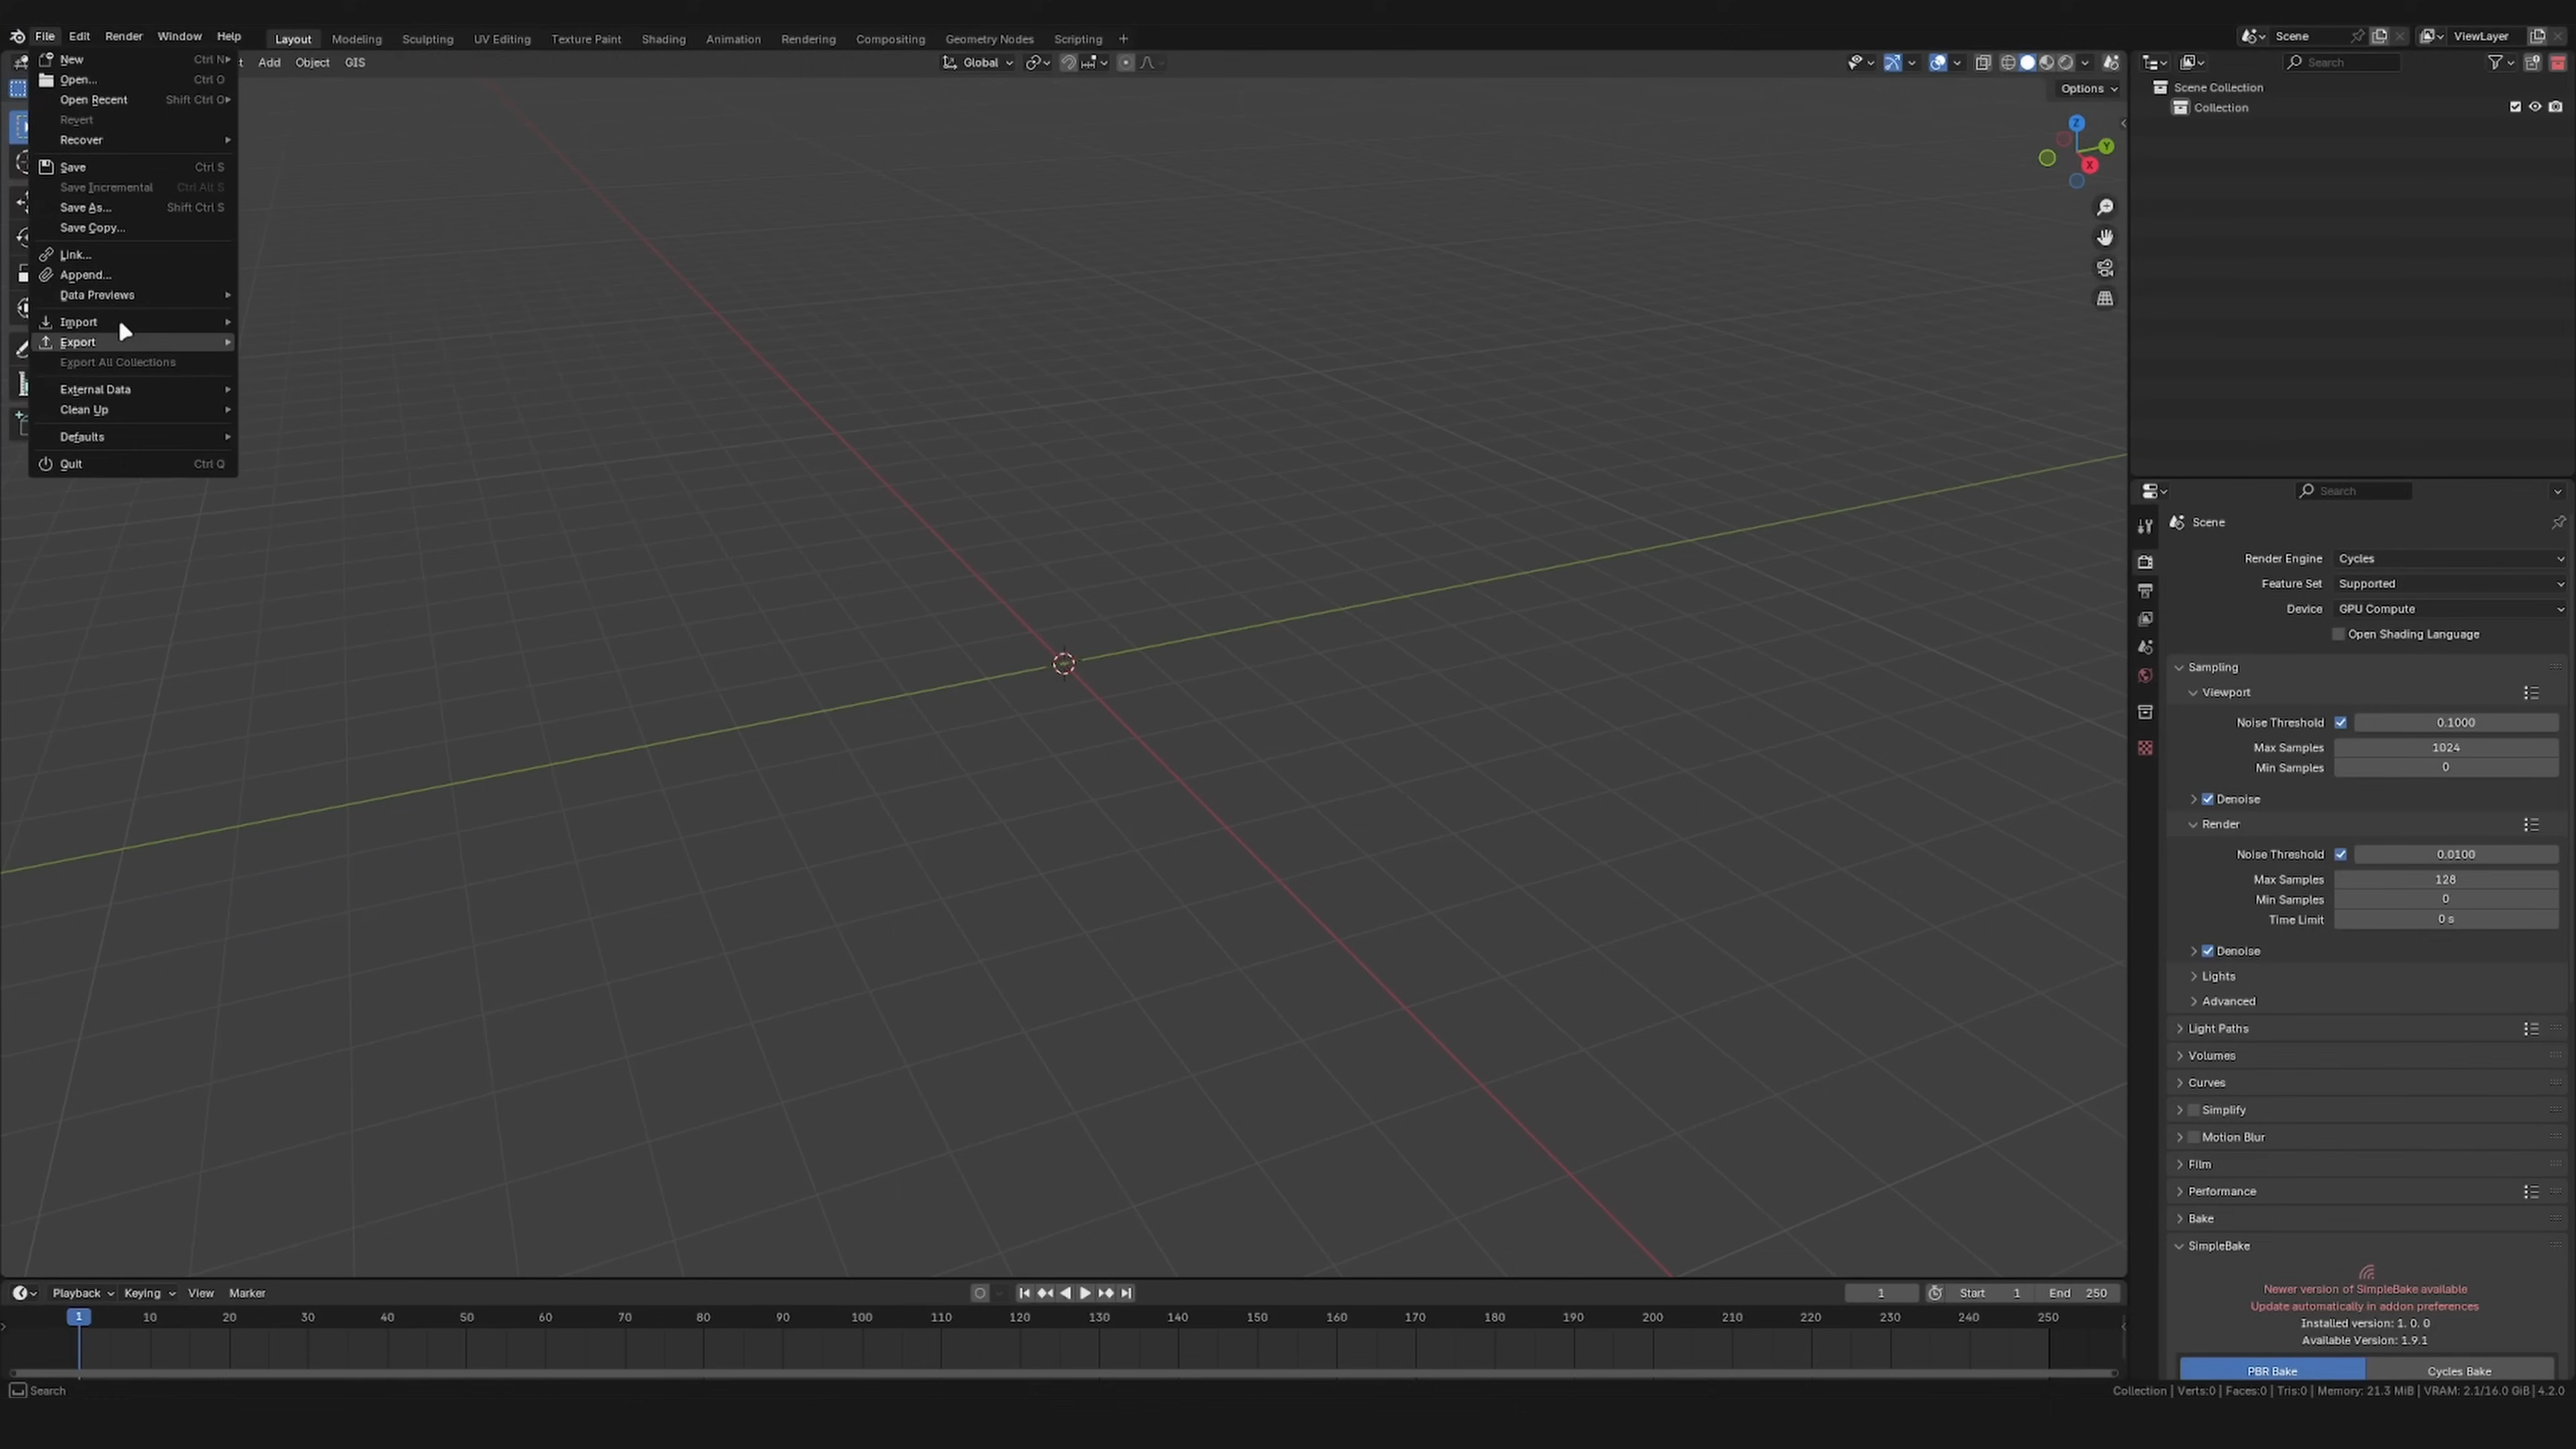 File Edit Render Window Help
Layout Modeling Sculpting UV Editing Texture Paint Shading Animation Rendering Compositing Geometry Nodes Scripting +
Scene
ViewLayer
New Ctrl N
Open... Ctrl O
Open Recent Shift Ctrl O
Revert
Recover
Save Ctrl S
Save Incremental Ctrl Alt S
Save As... Shift Ctrl S
Save Copy...
Link...
Append...
Data Previews
Import
Export
Export All Collections
External Data
Clean Up
Defaults
Quit Ctrl Q
t Add Object GIS
Global
Options
Z
Y
X
Search
Scene Collection
Collection
Search
Scene
Render Engine Cycles
Feature Set Supported
Device GPU Compute
Open Shading Language
Sampling
Viewport
Noise Threshold 0.1000
Max Samples 1024
Min Samples 0
Denoise
Render
Noise Threshold 0.0100
Max Samples 128
Min Samples 0
Time Limit 0 s
Denoise
Lights
Advanced
Light Paths
Volumes
Curves
Simplify
Motion Blur
Film
Performance
Bake
SimpleBake
Newer version of SimpleBake available
Update automatically in addon preferences
Installed version: 1. 0. 0
Available Version: 1.9.1
PBR Bake Cycles Bake
Playback Keying View Marker
1 Start 1 End 250
1 10 20 30 40 50 60 70 80 90 100 110 120 130 140 150 160 170 180 190 200 210 220 230 240 250
Search
Collection | Verts:0 | Faces:0 | Tris:0 | Memory: 21.3 MiB | VRAM: 2.1/16.0 GiB | 4.2.0